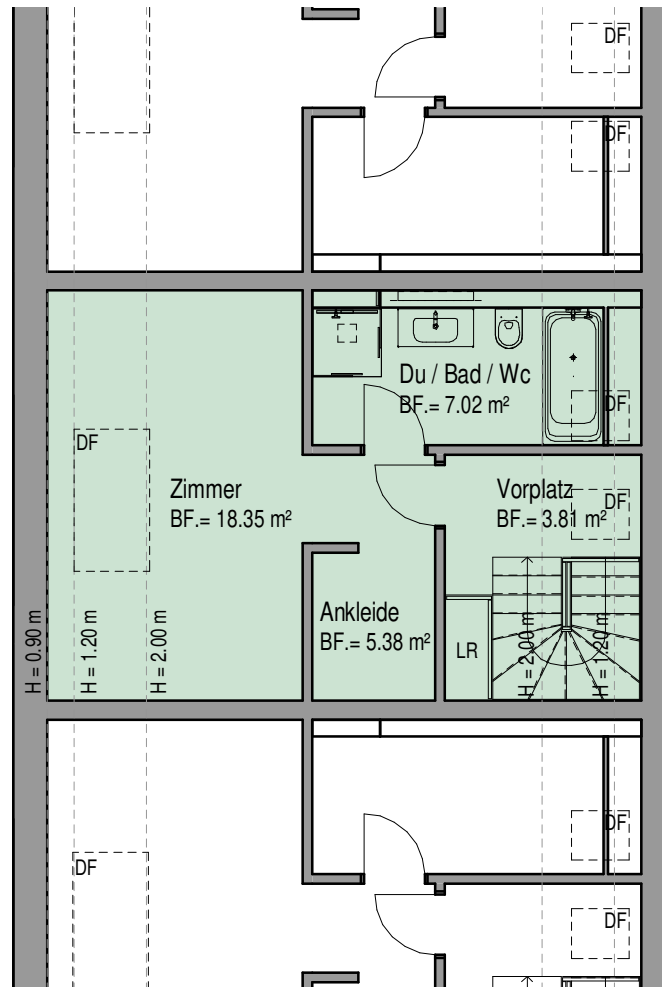 DF
DF
Du / Bad / Wc
BF.= 7.02 m²
DF
DF
Zimmer
BF.= 18.35 m²
Vorplatz
BF.= 3.81 m²
DF
Ankleide
BF.= 5.38 m²
LR
H = 0.90 m
H = 1.20 m
H = 2.00 m
H = 2.00 m
H = 1.20 m
DF
DF
DF